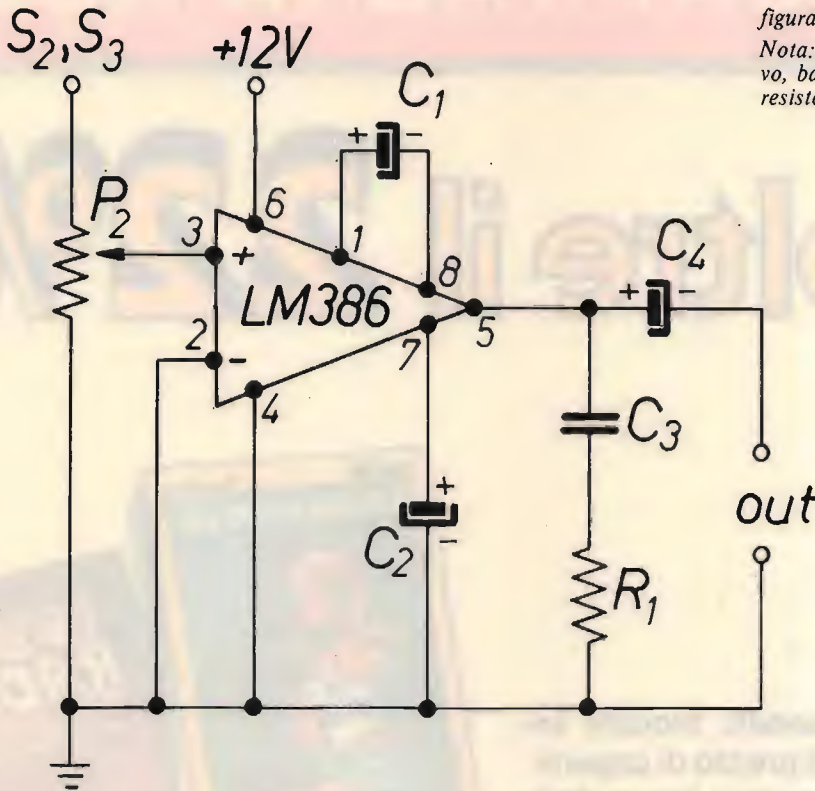 figura
Nota:
vo, ba
resiste
S₂,S₃
+12V
C₁
+ -
P₂
3
6
1
+
8
C₄
+ -
LM386
5
2
-
7
4
C₃
+
C₂
-
out
R₁